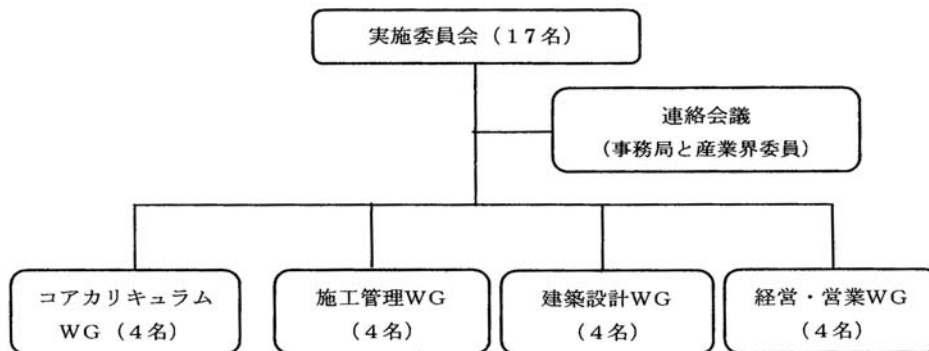 実施委員会（１７名）
連絡会議
（事務局と産業界委員）
コアカリキュラム
WG（４名）
施工管理WG
（４名）
建築設計WG
（４名）
経営・営業WG
（４名）